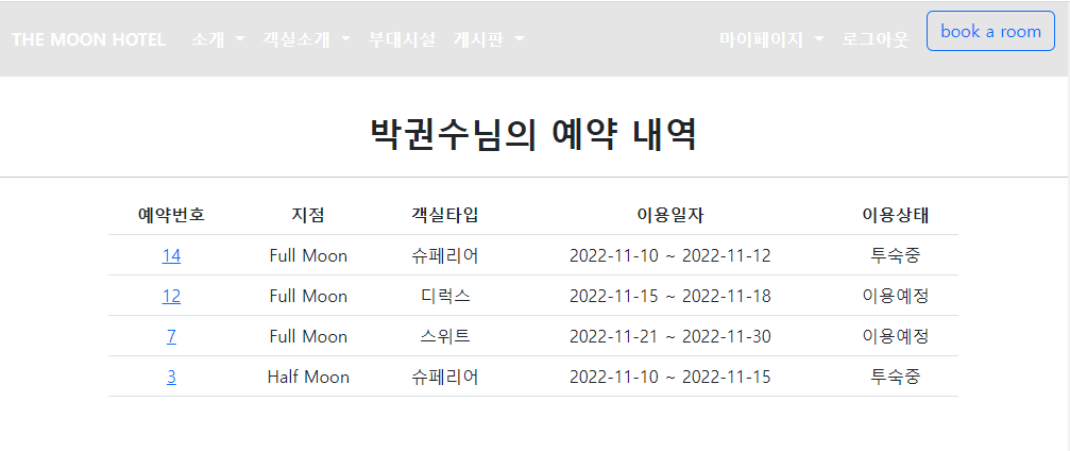 THE MOON HOTEL 소개 객실소개 부대시설 게시판 마이페이지 로그아웃 book a room
박권수님의 예약 내역
예약번호 지점 객실타입 이용일자 이용상태
14 Full Moon 슈페리어 2022-11-10 ~ 2022-11-12 투숙중
12 Full Moon 디럭스 2022-11-15 ~ 2022-11-18 이용예정
7 Full Moon 스위트 2022-11-21 ~ 2022-11-30 이용예정
3 Half Moon 슈페리어 2022-11-10 ~ 2022-11-15 투숙중